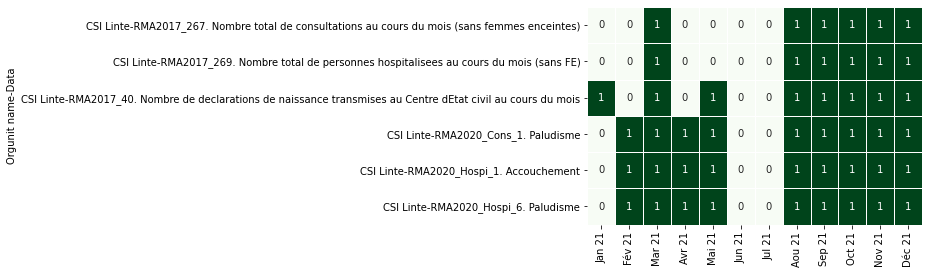 CSI Linte-RMA2017_267. Nombre total de consultations au cours du mois (sans femmes enceintes) 0 0 1 0 0 0 0 1 1 1 1 1
CSI Linte-RMA2017_269. Nombre total de personnes hospitalisees au cours du mois (sans FE) 0 0 1 0 0 0 0 1 1 1 1 1
CSI Linte-RMA2017_40. Nombre de declarations de naissance transmises au Centre dEtat civil au cours du mois 1 0 1 0 1 0 0 1 1 1 1 1
CSI Linte-RMA2020_Cons_1. Paludisme 0 1 1 1 1 0 0 1 1 1 1 1
CSI Linte-RMA2020_Hospi_1. Accouchement 0 1 1 1 1 0 0 1 1 1 1 1
CSI Linte-RMA2020_Hospi_6. Paludisme 0 1 1 1 1 0 0 1 1 1 1 1
Orgunit name-Data
Jan 21 Fév 21 Mar 21 Avr 21 Mai 21 Jun 21 Jul 21 Aou 21 Sep 21 Oct 21 Nov 21 Déc 21